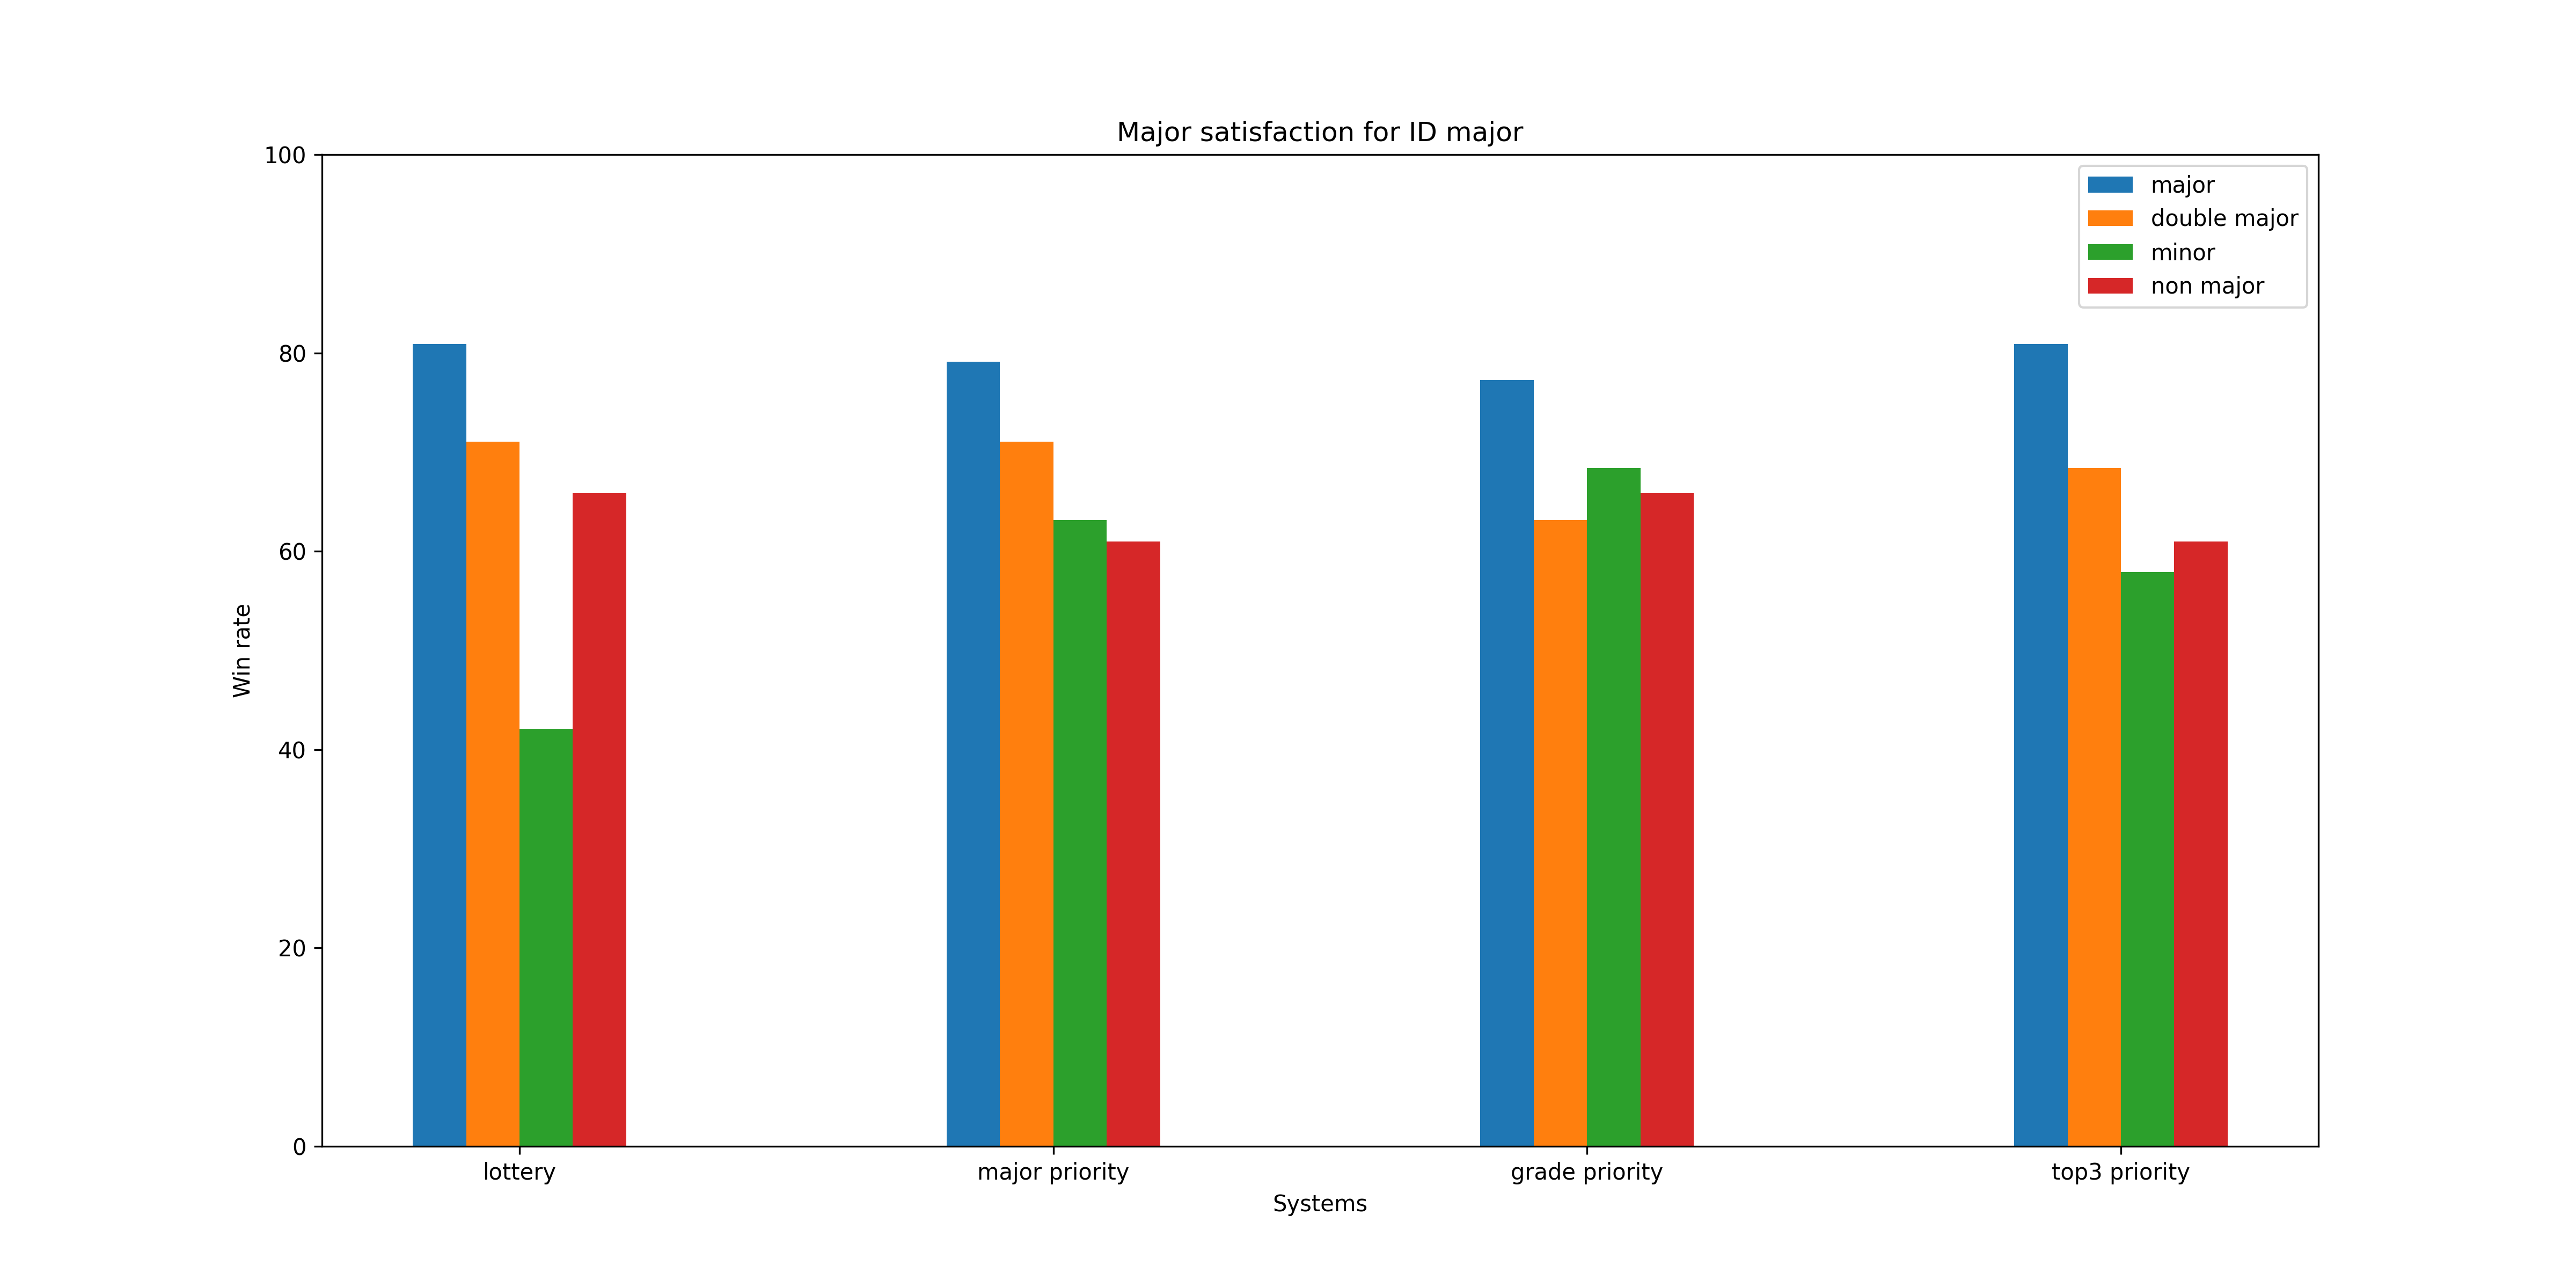 Major satisfaction for ID major
major
double major
minor
non major
100
80
60
40
20
0
Win rate
lottery
major priority
grade priority
top3 priority
Systems